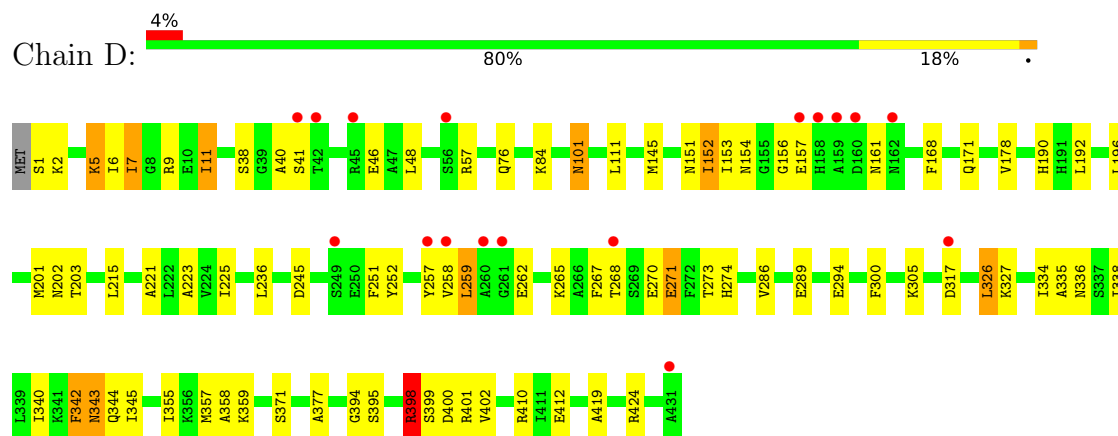 4%
Chain D:
80% 18% •
MET S1 K2 K5 I6 I7 G8 R9 E10 I11 S38 G39 A40 S41 T42 R45 E46 A47 L48 S56 R57 Q76 K84 N101 L111 M145 N151 I152 I153 N154 G155 G156 E157 H158 A159 D160 N161 N162 F168 Q171 V178 H190 H191 L192 L196
M201 N202 T203 L215 A221 L222 A223 V224 I225 L236 D245 S249 E250 F251 Y252 Y257 V258 L259 A260 G261 E262 K265 A266 F267 T268 S269 E270 E271 F272 T273 H274 V286 E289 E294 F300 K305 D317 L326 K327 I334 A335 N336 S337 I338
L339 I340 K341 F342 N343 Q344 I345 I355 K356 M357 A358 K359 S371 A377 G394 S395 R398 S399 D400 R401 V402 R410 I411 E412 A419 R424 A431